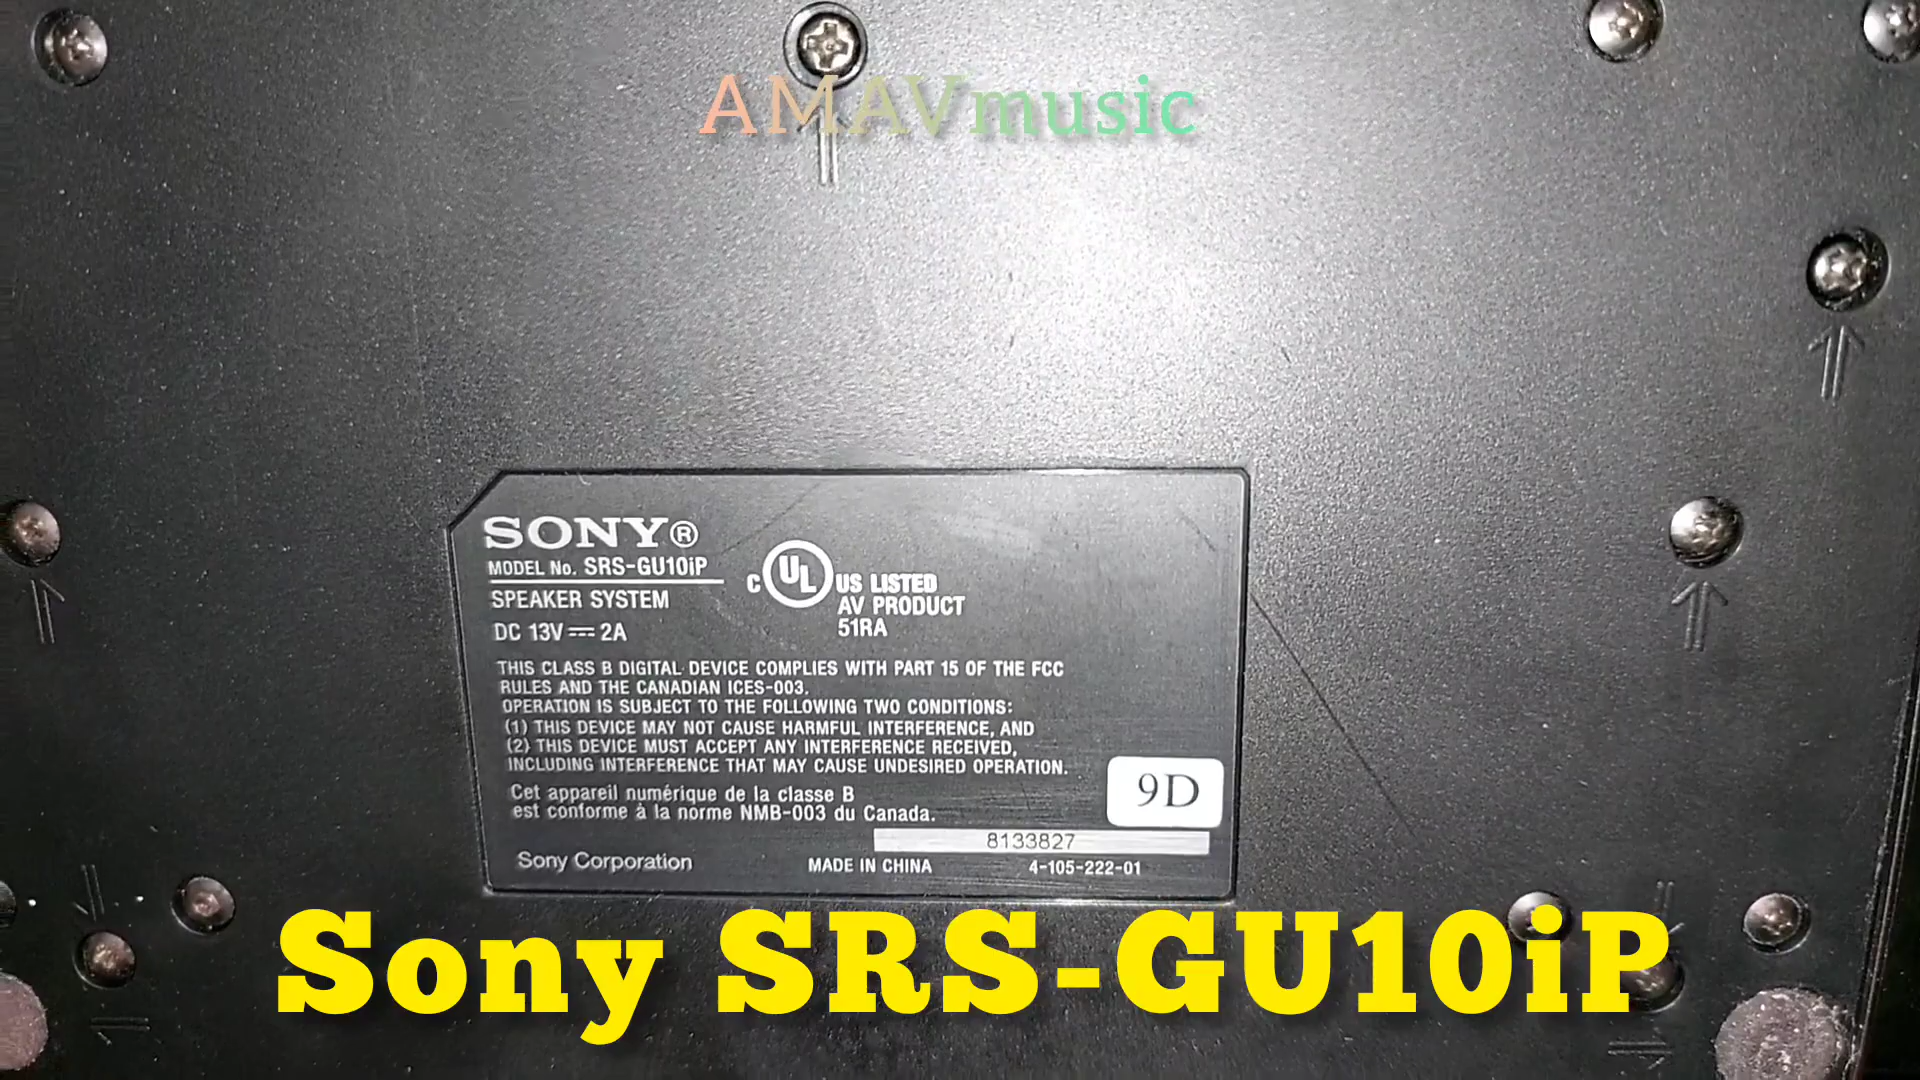 AMAVmusic
SONY®
MODEL No. SRS-GU10iP
SPEAKER SYSTEM
DC 13V ⎓ 2A
C UL US LISTED
AV PRODUCT
51RA
THIS CLASS B DIGITAL DEVICE COMPLIES WITH PART 15 OF THE FCC
RULES AND THE CANADIAN ICES-003.
OPERATION IS SUBJECT TO THE FOLLOWING TWO CONDITIONS:
(1) THIS DEVICE MAY NOT CAUSE HARMFUL INTERFERENCE, AND
(2) THIS DEVICE MUST ACCEPT ANY INTERFERENCE RECEIVED,
INCLUDING INTERFERENCE THAT MAY CAUSE UNDESIRED OPERATION.
Cet appareil numérique de la classe B
est conforme à la norme NMB-003 du Canada.
9D
8133827
Sony Corporation MADE IN CHINA 4-105-222-01
Sony SRS-GU10iP